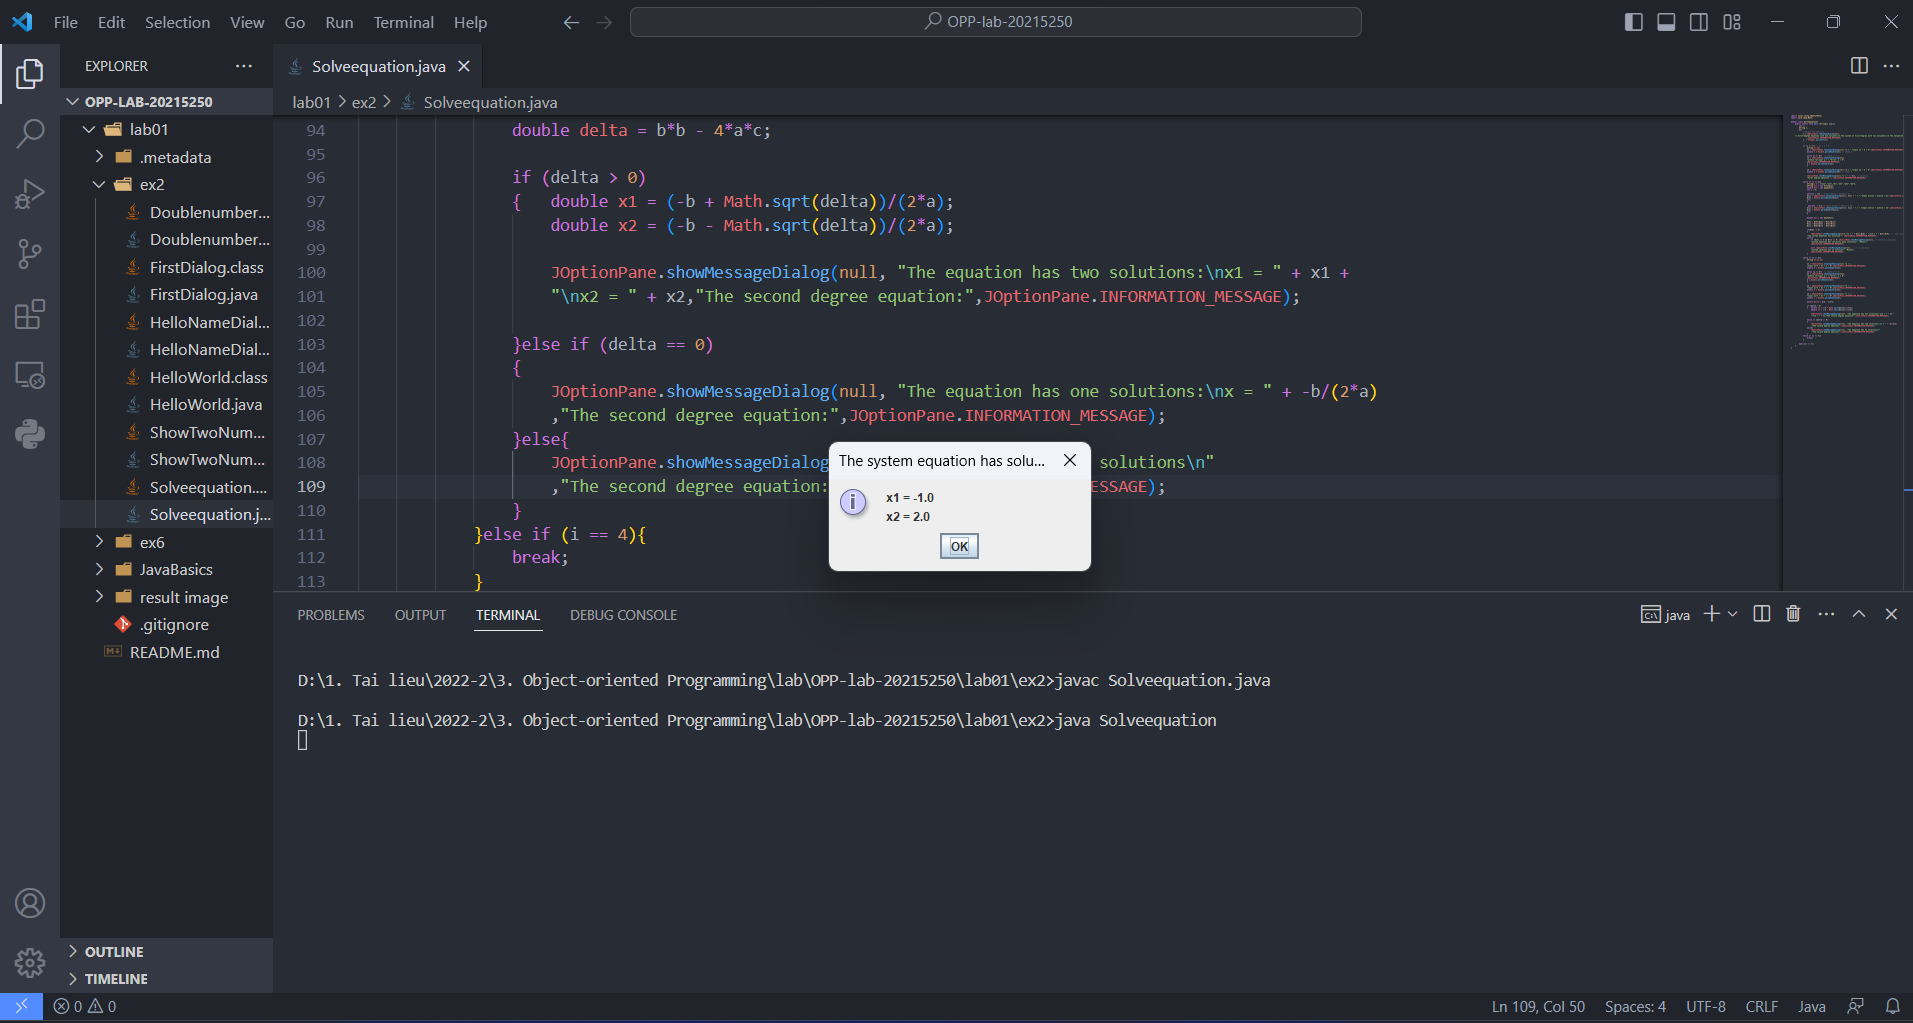 File Edit Selection View Go Run Terminal Help
OPP-lab-20215250
EXPLORER
OPP-LAB-20215250
lab01
.metadata
ex2
Doublenumber...
Doublenumber...
FirstDialog.class
FirstDialog.java
HelloNameDial...
HelloNameDial...
HelloWorld.class
HelloWorld.java
ShowTwoNum...
ShowTwoNum...
Solveequation....
Solveequation.j...
ex6
JavaBasics
result image
.gitignore
README.md
OUTLINE
TIMELINE
Solveequation.java
lab01 > ex2 > Solveequation.java
94 double delta = b*b - 4*a*c;
95
96 if (delta > 0)
97 { double x1 = (-b + Math.sqrt(delta))/(2*a);
98 double x2 = (-b - Math.sqrt(delta))/(2*a);
99
100 JOptionPane.showMessageDialog(null, "The equation has two solutions:\nx1 = " + x1 +
101 "\nx2 = " + x2,"The second degree equation:",JOptionPane.INFORMATION_MESSAGE);
102
103 }else if (delta == 0)
104 {
105 JOptionPane.showMessageDialog(null, "The equation has one solutions:\nx = " + -b/(2*a)
106 ,"The second degree equation:",JOptionPane.INFORMATION_MESSAGE);
107 }else{
108 JOptionPane.showMessageDialog solutions\n"
109 ,"The second degree equation: ESSAGE);
110 }
111 }else if (i == 4){
112 break;
113 }
The system equation has solu...
x1 = -1.0
x2 = 2.0
OK
PROBLEMS OUTPUT TERMINAL DEBUG CONSOLE
java
D:\1. Tai lieu\2022-2\3. Object-oriented Programming\lab\OPP-lab-20215250\lab01\ex2>javac Solveequation.java
D:\1. Tai lieu\2022-2\3. Object-oriented Programming\lab\OPP-lab-20215250\lab01\ex2>java Solveequation
0 0
Ln 109, Col 50 Spaces: 4 UTF-8 CRLF Java